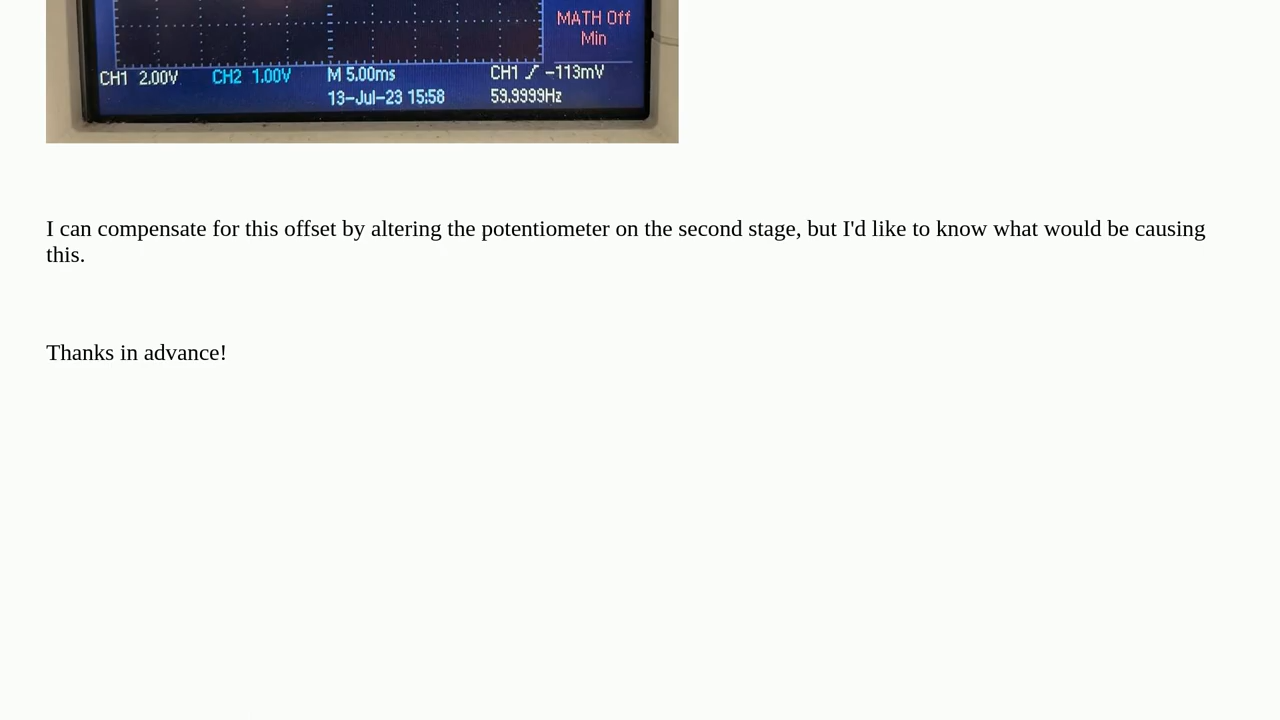 MATH Off
Min
CH1 2.00V CH2 1.00V M 5.00ms CH1 -113mV
13-Jul-23 15:58 59.9999Hz
I can compensate for this offset by altering the potentiometer on the second stage, but I'd like to know what would be causing
this.
Thanks in advance!